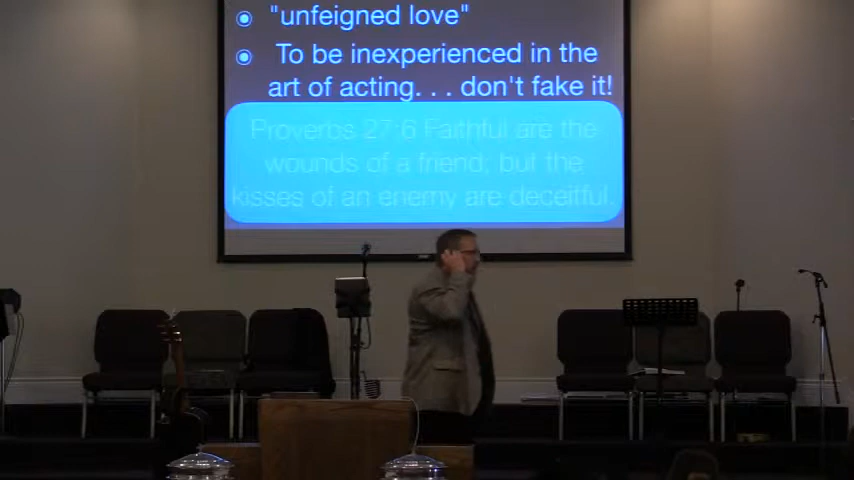 "unfeigned love"
To be inexperienced in the
art of acting. . . don't fake it!
Proverbs 27:6 Faithful are the
wounds of a friend; but the
kisses of an enemy are deceitful.